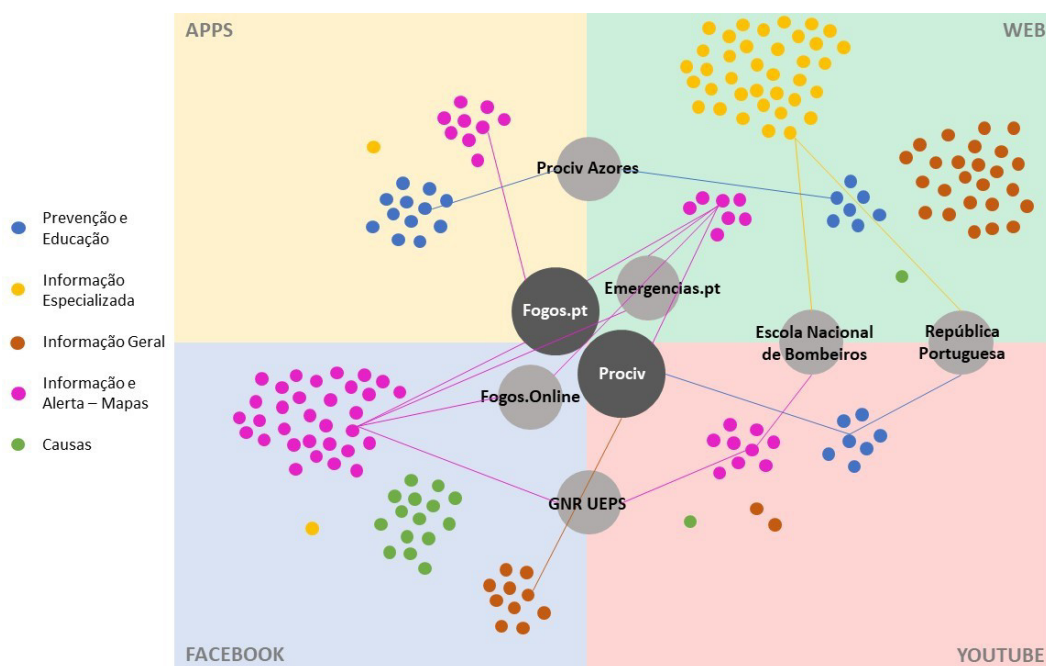 APPS
WEB
Prociv Azores
Prevenção e
Educação
Informação
Especializada
Informação Geral
Informação e
Alerta – Mapas
Causas
Emergencias.pt
Fogos.pt
Escola Nacional
de Bombeiros
República
Portuguesa
Prociv
Fogos.Online
GNR UEPS
FACEBOOK
YOUTUBE